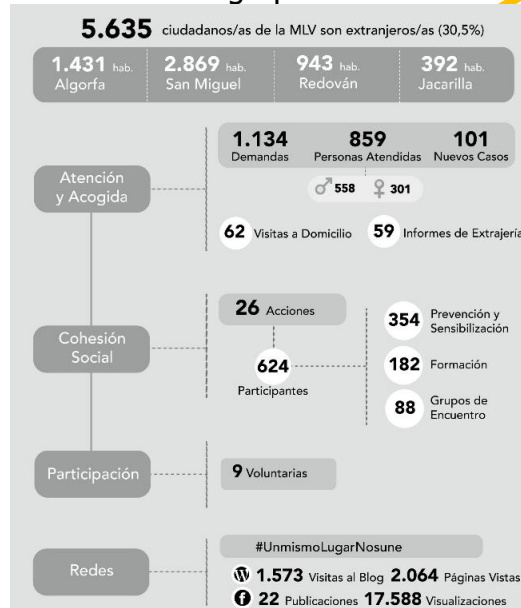 5.635 ciudadanos/as de la MLV son extranjeros/as (30,5%)
1.431 hab.
Algorfa
2.869 hab.
San Miguel
943 hab.
Redován
392 hab.
Jacarilla
Atención
y Acogida
1.134
Demandas
859
Personas Atendidas
101
Nuevos Casos
♂ 558 ♀ 301
62 Visitas a Domicilio
59 Informes de Extrajería
Cohesión
Social
26 Acciones
624
Participantes
354 Prevención y
Sensibilización
182 Formación
88 Grupos de
Encuentro
Participación
9 Voluntarias
Redes
#UnmismoLugarNosune
1.573 Visitas al Blog 2.064 Páginas Vistas
22 Publicaciones 17.588 Visualizaciones